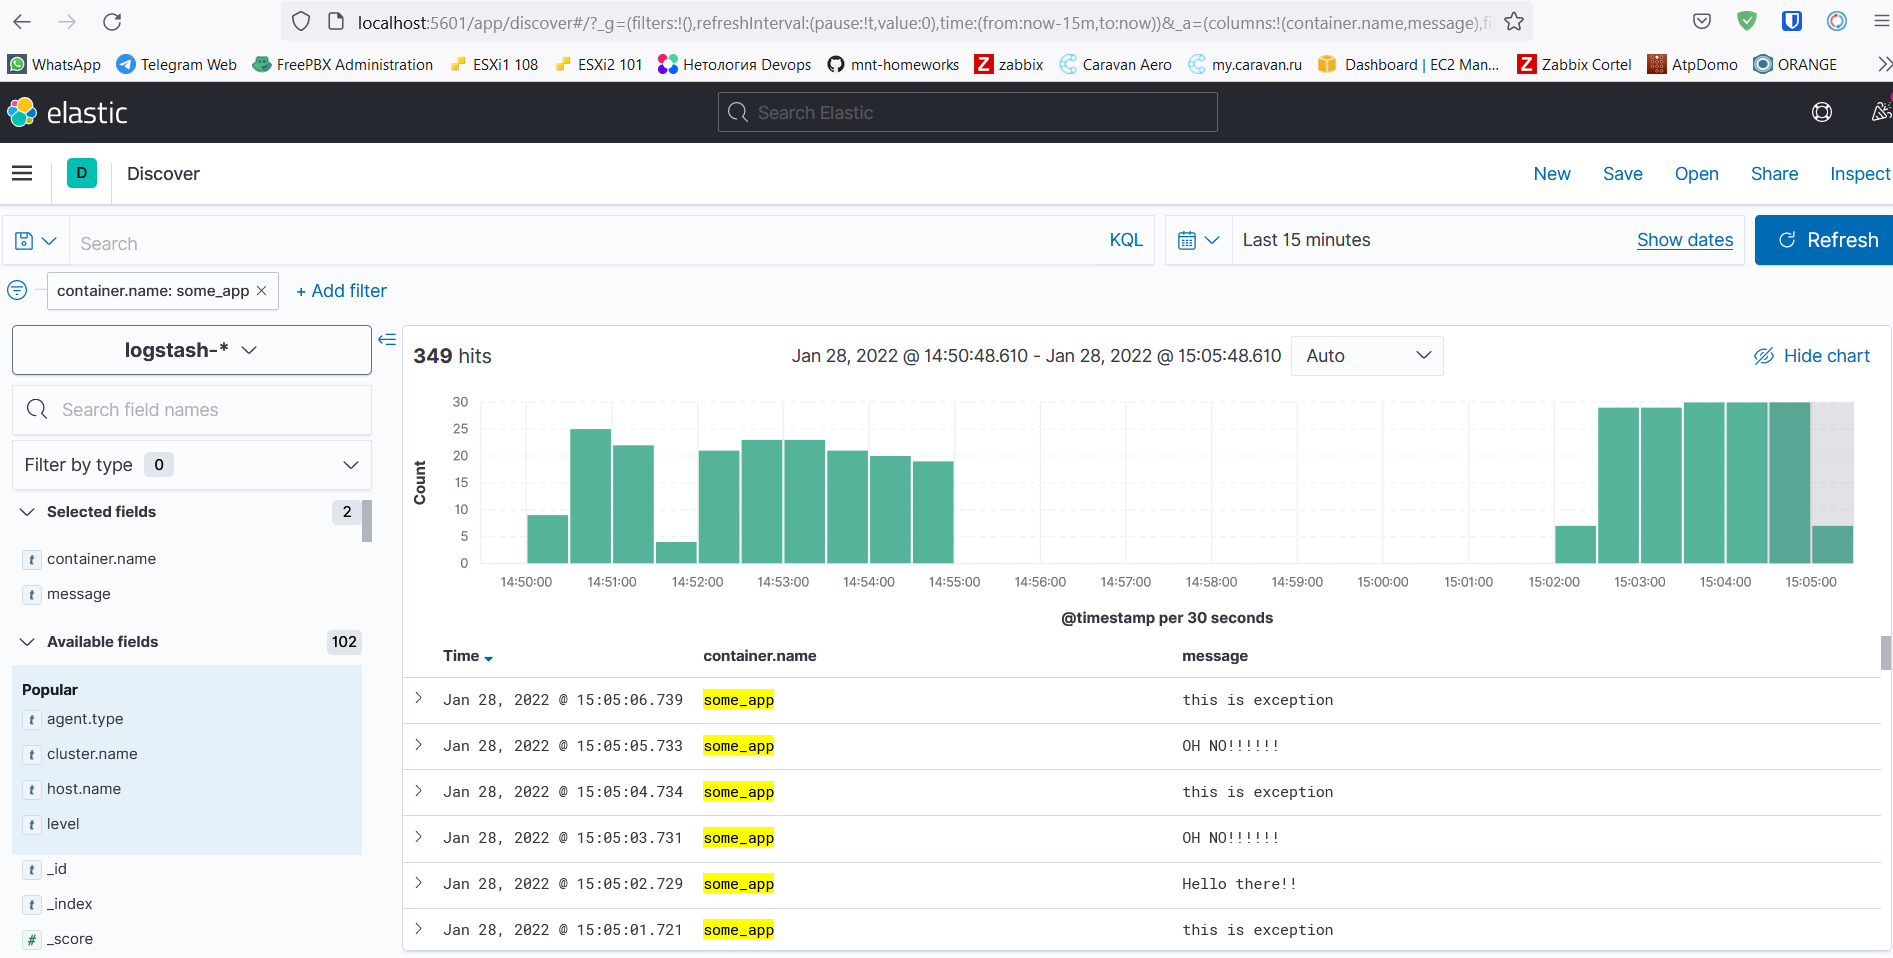 localhost:5601/app/discover#/?_g=(filters:!(),refreshInterval:(pause:!t,value:0),time:(from:now-15m,to:now))&_a=(columns:!(container.name,message),fi
WhatsApp Telegram Web FreePBX Administration ESXi1 108 ESXi2 101 Нетология Devops mnt-homeworks zabbix Caravan Aero my.caravan.ru Dashboard | EC2 Man... Zabbix Cortel AtpDomo ORANGE
elastic Search Elastic
D Discover New Save Open Share Inspect
Search KQL Last 15 minutes Show dates Refresh
container.name: some_app × + Add filter
logstash-*
Search field names
Filter by type 0
Selected fields 2
t container.name
t message
Available fields 102
Popular
t agent.type
t cluster.name
t host.name
t level
t _id
t _index
# _score
349 hits Jan 28, 2022 @ 14:50:48.610 - Jan 28, 2022 @ 15:05:48.610 Auto Hide chart
Count
30
25
20
15
10
5
0
14:50:00 14:51:00 14:52:00 14:53:00 14:54:00 14:55:00 14:56:00 14:57:00 14:58:00 14:59:00 15:00:00 15:01:00 15:02:00 15:03:00 15:04:00 15:05:00
@timestamp per 30 seconds
Time container.name message
Jan 28, 2022 @ 15:05:06.739 some_app this is exception
Jan 28, 2022 @ 15:05:05.733 some_app OH NO!!!!!!
Jan 28, 2022 @ 15:05:04.734 some_app this is exception
Jan 28, 2022 @ 15:05:03.731 some_app OH NO!!!!!!
Jan 28, 2022 @ 15:05:02.729 some_app Hello there!!
Jan 28, 2022 @ 15:05:01.721 some_app this is exception